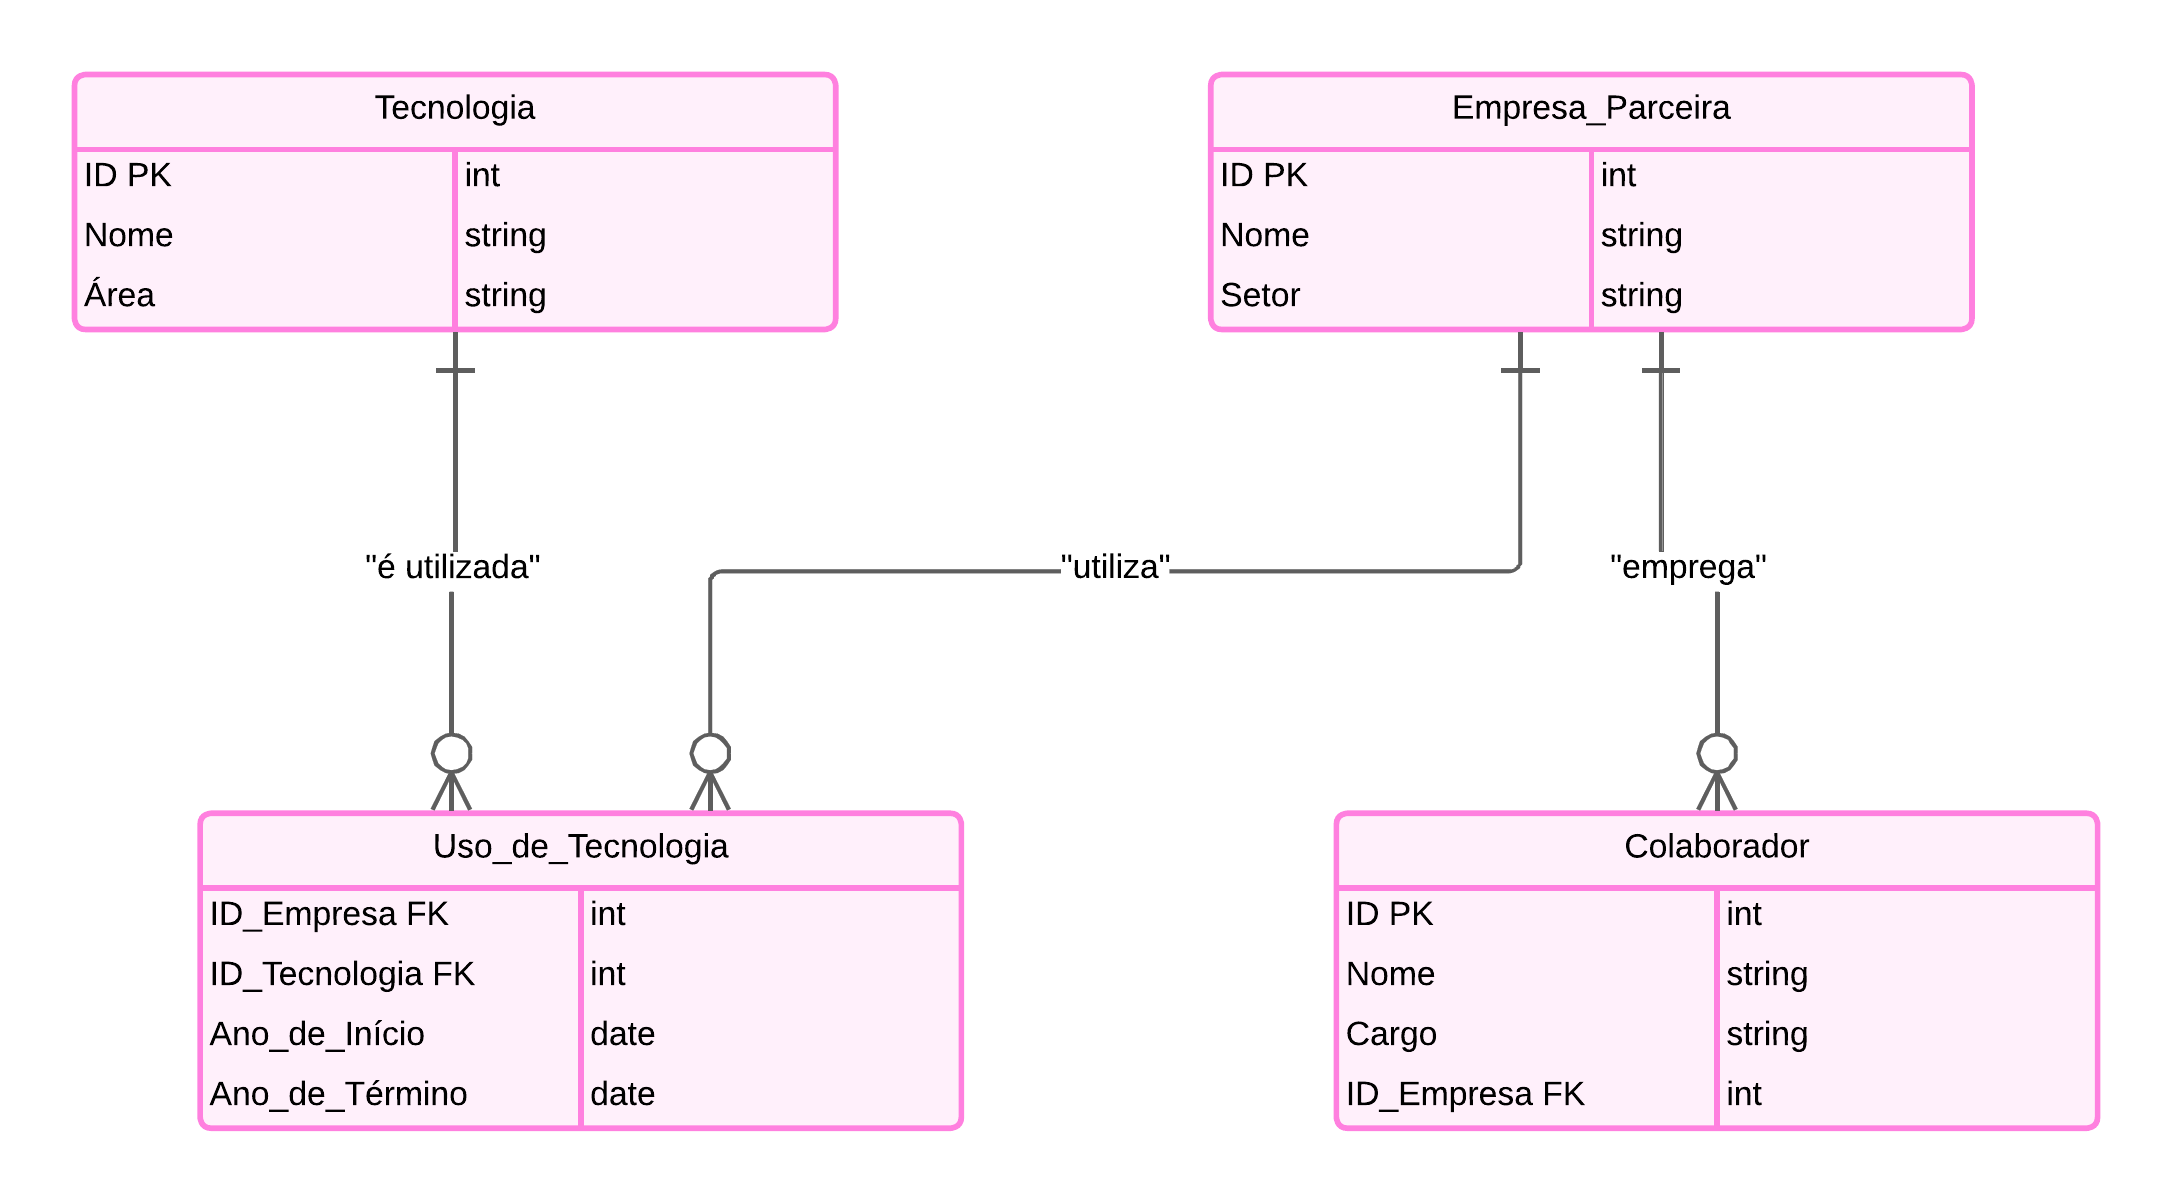 Tecnologia
ID PK int
Nome string
Área string
Empresa_Parceira
ID PK int
Nome string
Setor string
"é utilizada"
"utiliza"
"emprega"
Uso_de_Tecnologia
ID_Empresa FK int
ID_Tecnologia FK int
Ano_de_Início date
Ano_de_Término date
Colaborador
ID PK int
Nome string
Cargo string
ID_Empresa FK int